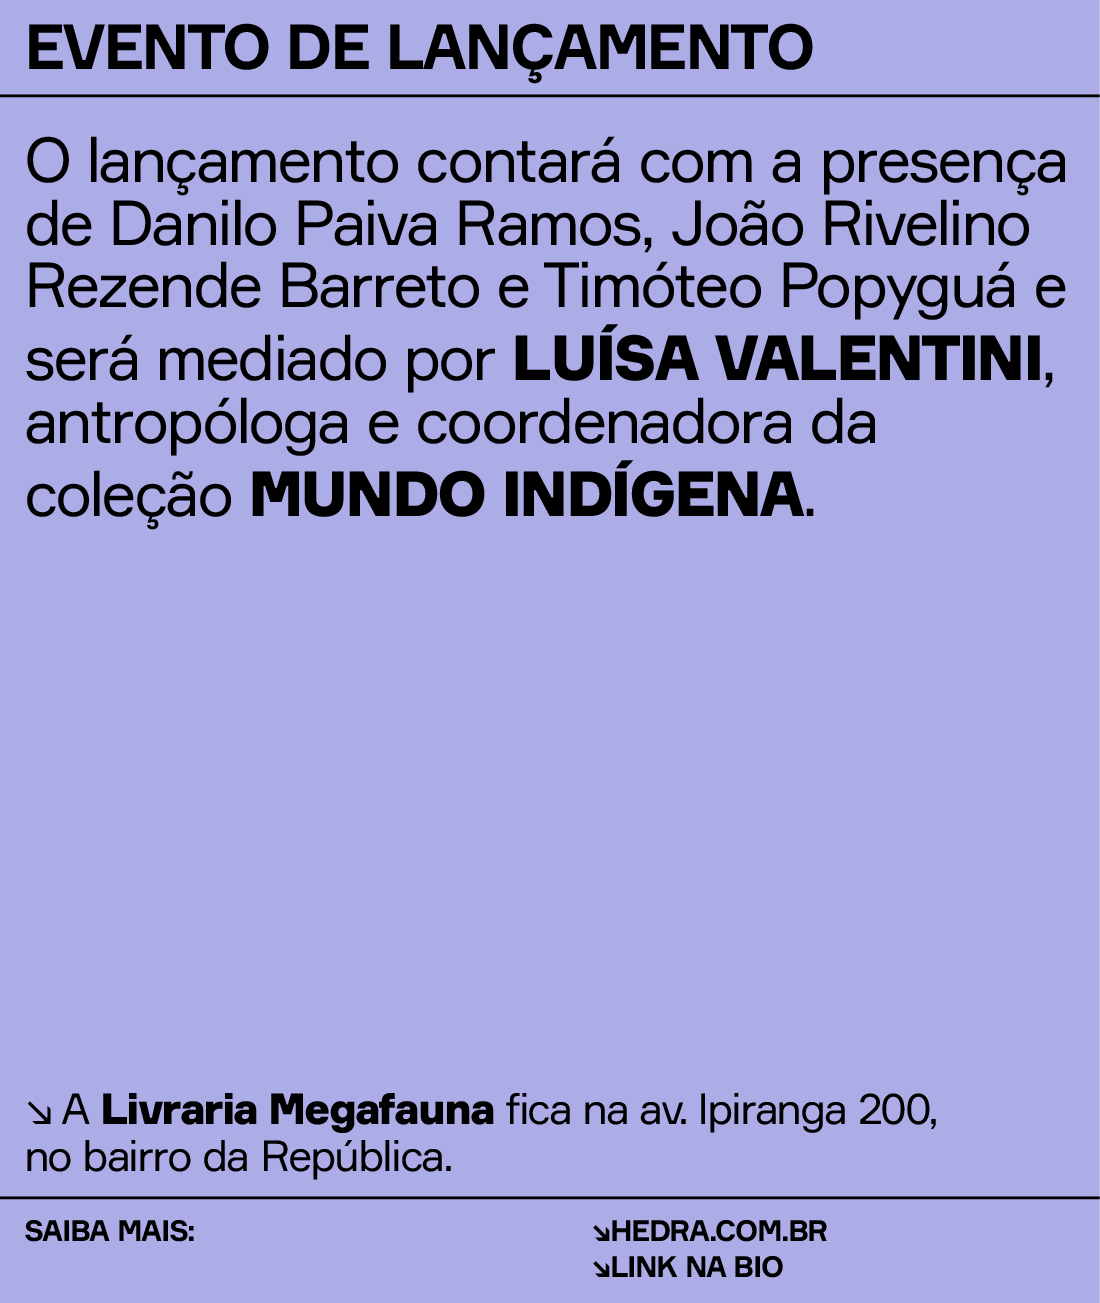 EVENTO DE LANÇAMENTO
O lançamento contará com a presença
de Danilo Paiva Ramos, João Rivelino
Rezende Barreto e Timóteo Popyguá e
será mediado por LUÍSA VALENTINI,
antropóloga e coordenadora da
coleção MUNDO INDÍGENA.
↘ A Livraria Megafauna fica na av. Ipiranga 200,
no bairro da República.
SAIBA MAIS:
↘HEDRA.COM.BR
↘LINK NA BIO